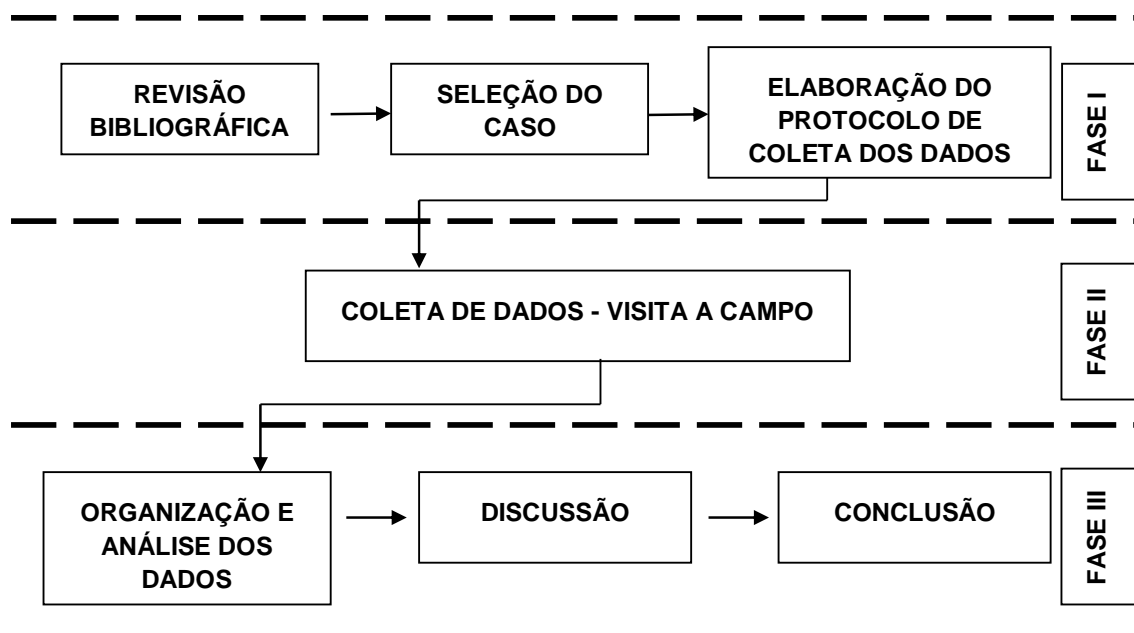 REVISÃO
BIBLIOGRÁFICA
SELEÇÃO DO
CASO
ELABORAÇÃO DO
PROTOCOLO DE
COLETA DOS DADOS
FASE I
COLETA DE DADOS - VISITA A CAMPO
FASE II
ORGANIZAÇÃO E
ANÁLISE DOS
DADOS
DISCUSSÃO
CONCLUSÃO
FASE III